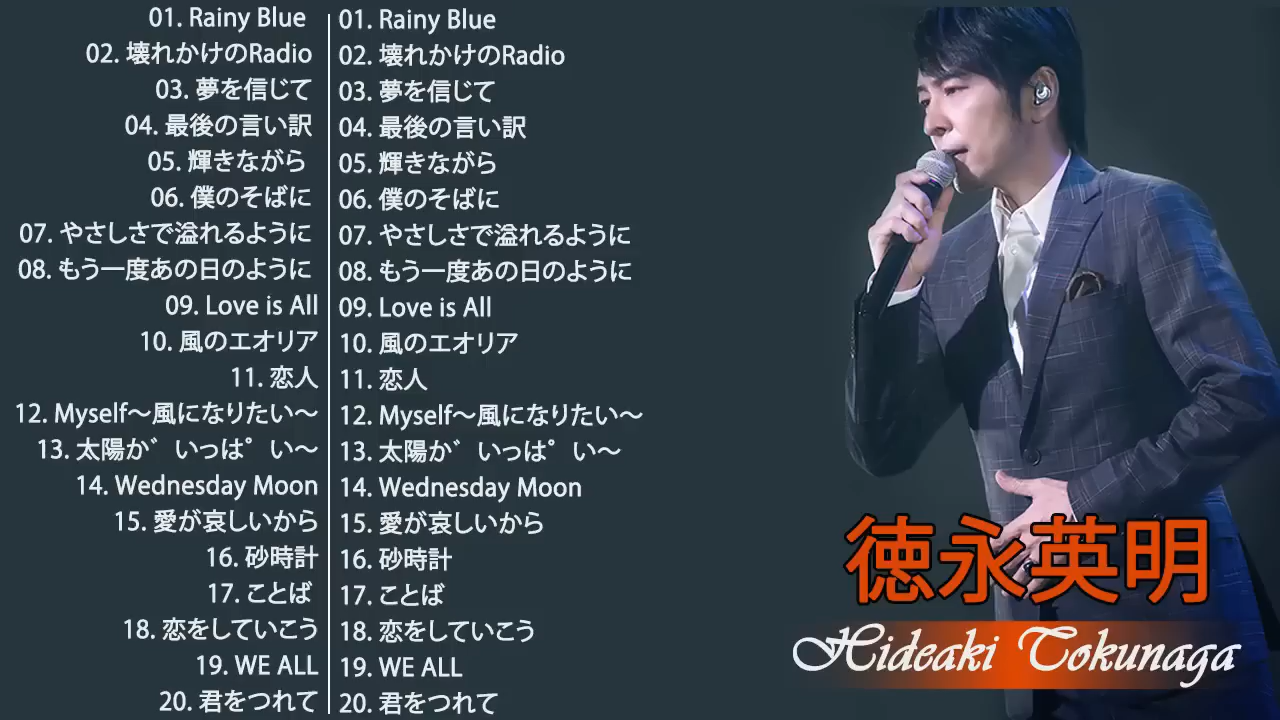 01. Rainy Blue
02. 壊れかけのRadio
03. 夢を信じて
04. 最後の言い訳
05. 輝きながら
06. 僕のそばに
07. やさしさで溢れるように
08. もう一度あの日のように
09. Love is All
10. 風のエオリア
11. 恋人
12. Myself～風になりたい～
13. 太陽か゛いっは゜い～
14. Wednesday Moon
15. 愛が哀しいから
16. 砂時計
17. ことば
18. 恋をしていこう
19. WE ALL
20. 君をつれて
01. Rainy Blue
02. 壊れかけのRadio
03. 夢を信じて
04. 最後の言い訳
05. 輝きながら
06. 僕のそばに
07. やさしさで溢れるように
08. もう一度あの日のように
09. Love is All
10. 風のエオリア
11. 恋人
12. Myself～風になりたい～
13. 太陽か゛いっは゜い～
14. Wednesday Moon
15. 愛が哀しいから
16. 砂時計
17. ことば
18. 恋をしていこう
19. WE ALL
20. 君をつれて
徳永英明
Hideaki Tokunaga